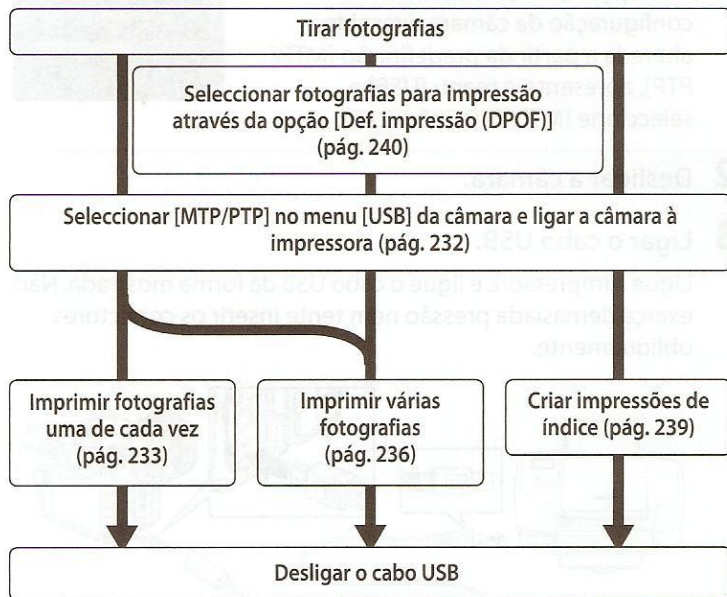 Tirar fotografias
Seleccionar fotografias para impressão
através da opção [Def. impressão (DPOF)]
(pág. 240)
Seleccionar [MTP/PTP] no menu [USB] da câmara e ligar a câmara à
impressora (pág. 232)
Imprimir fotografias
uma de cada vez
(pág. 233)
Imprimir várias
fotografias
(pág. 236)
Criar impressões de
índice (pág. 239)
Desligar o cabo USB